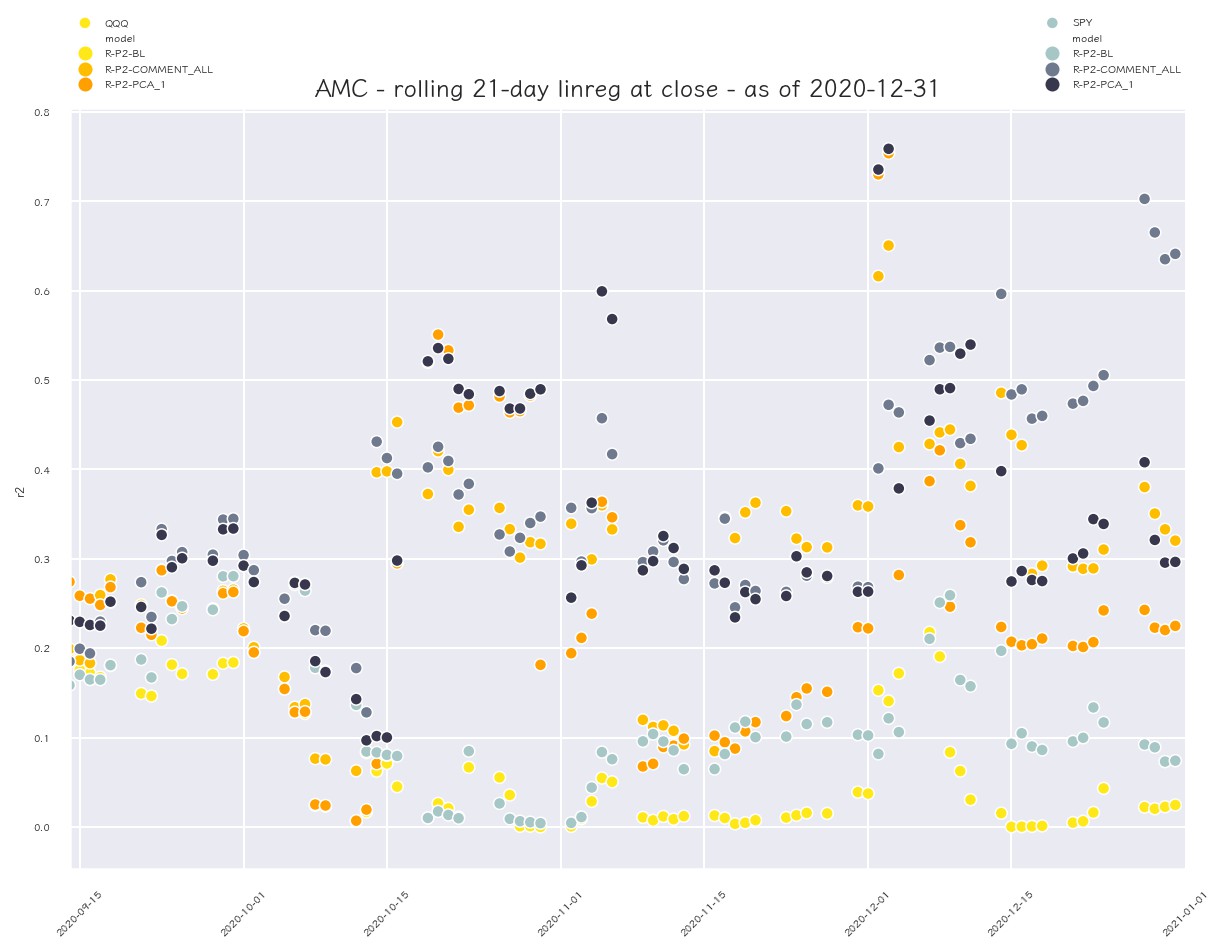 QQQ
model
R-P2-BL
R-P2-COMMENT_ALL
R-P2-PCA_1
SPY
model
R-P2-BL
R-P2-COMMENT_ALL
R-P2-PCA_1
AMC - rolling 21-day linreg at close - as of 2020-12-31
0.8
0.7
0.6
0.5
0.4
0.3
0.2
0.1
0.0
r2
2020-09-15
2020-10-01
2020-10-15
2020-11-01
2020-11-15
2020-12-01
2020-12-15
2021-01-01